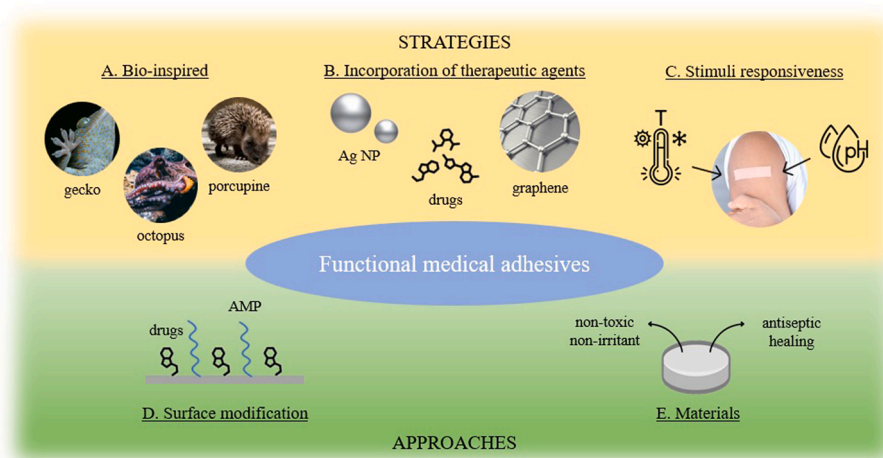 STRATEGIES
A. Bio-inspired
B. Incorporation of therapeutic agents
C. Stimuli responsiveness
gecko
octopus
porcupine
Ag NP
drugs
graphene
T
pH
Functional medical adhesives
drugs
AMP
non-toxic
non-irritant
antiseptic
healing
D. Surface modification
E. Materials
APPROACHES